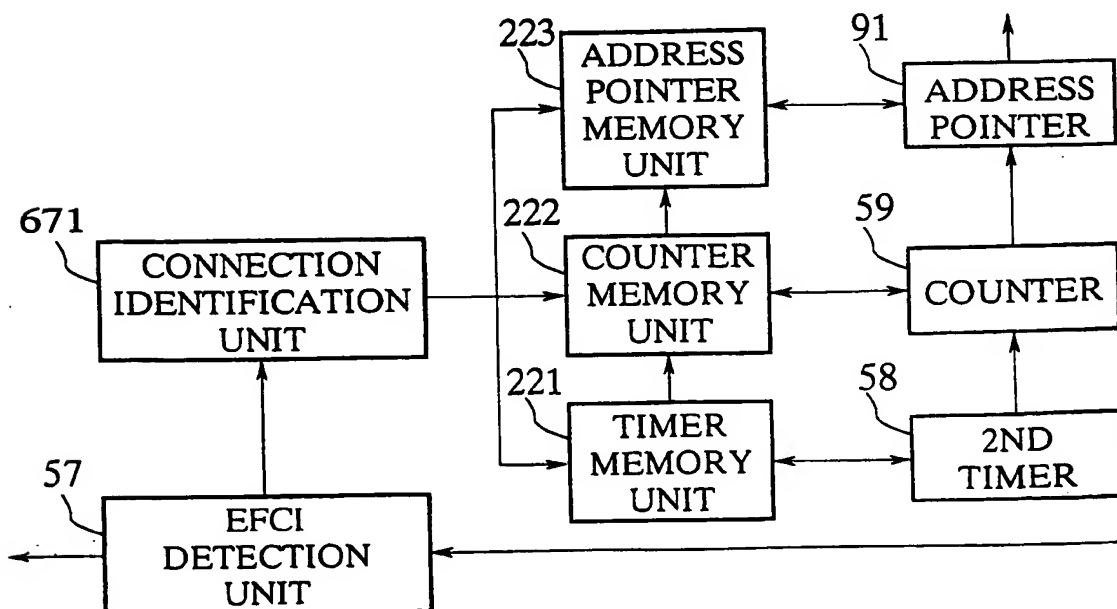 223
ADDRESS
POINTER
MEMORY
UNIT
91
ADDRESS
POINTER
671
CONNECTION
IDENTIFICATION
UNIT
222
COUNTER
MEMORY
UNIT
59
COUNTER
221
TIMER
MEMORY
UNIT
58
2ND
TIMER
57
EFCI
DETECTION
UNIT